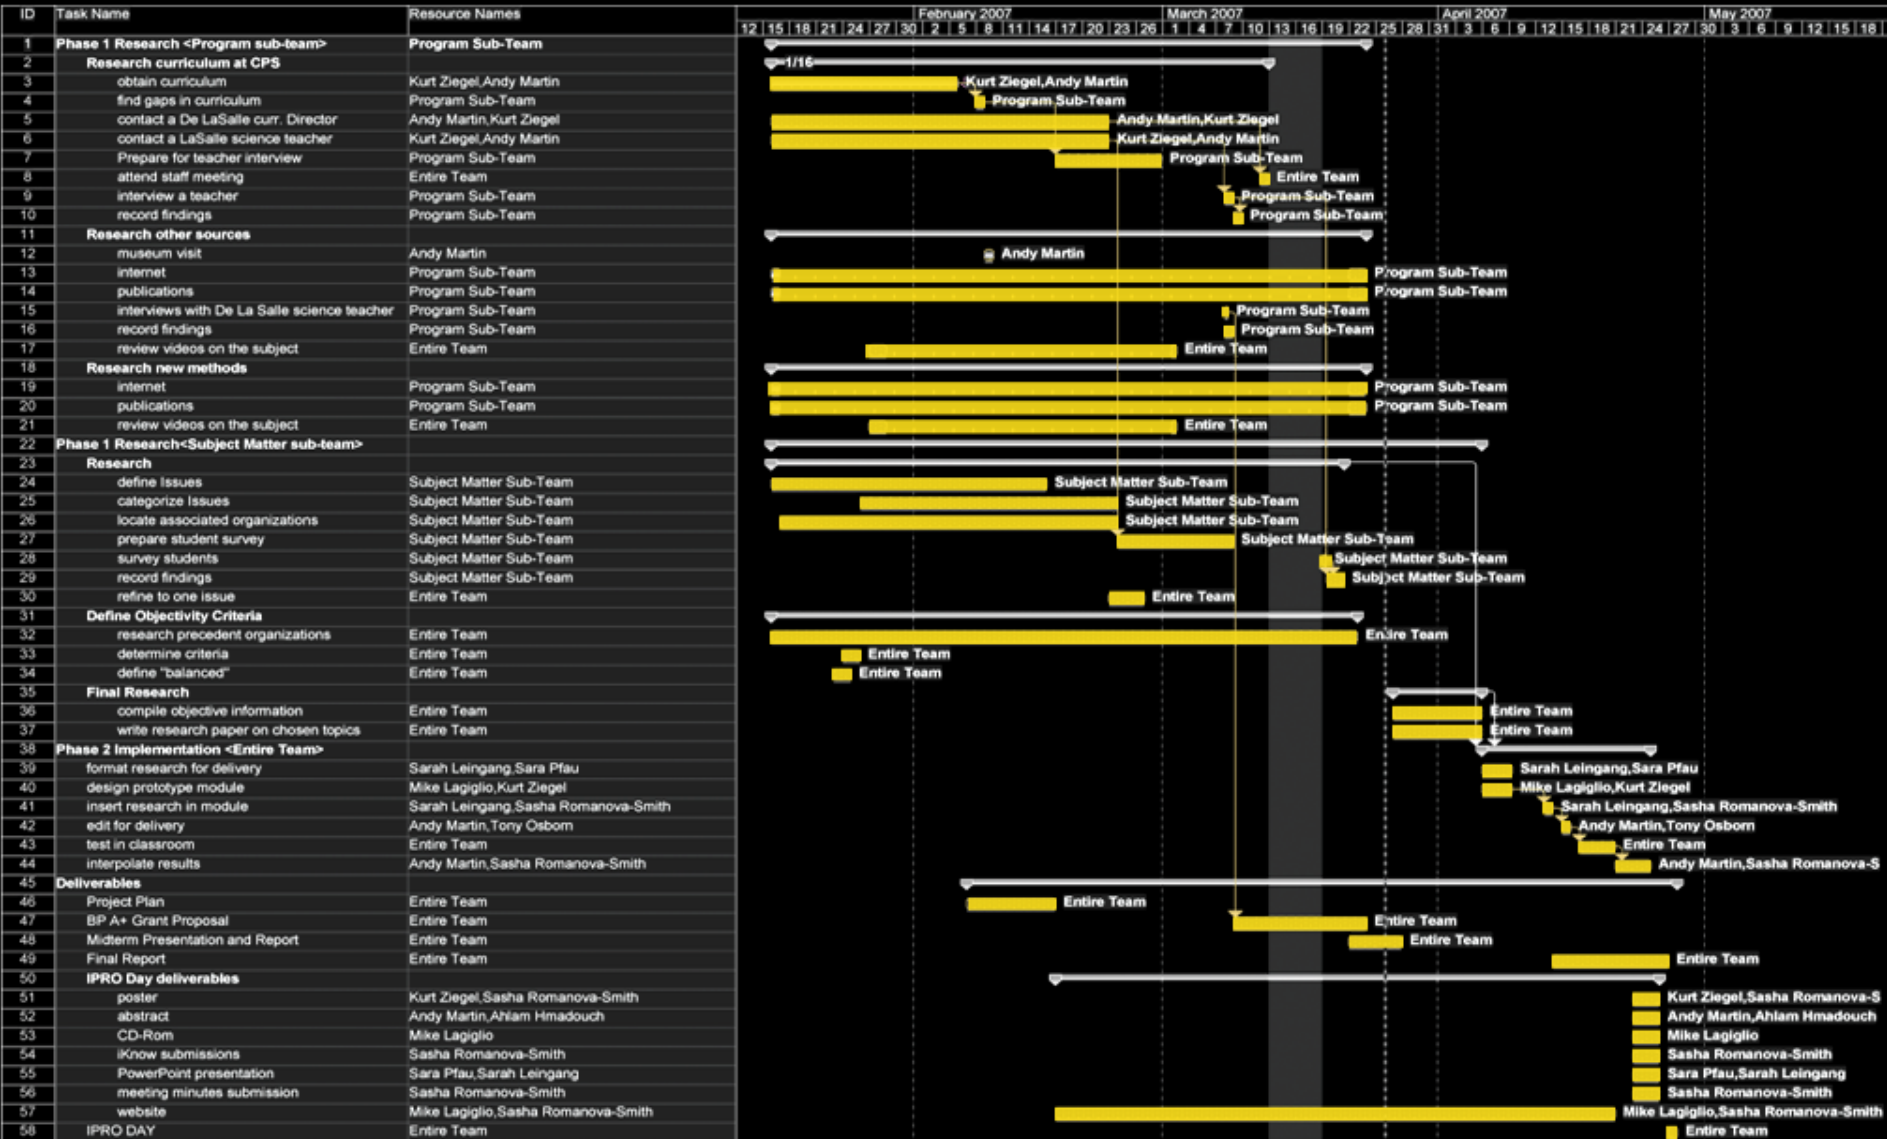 ID Task Name Resource Names February 2007 March 2007 April 2007 May 2007
12 15 18 21 24 27 30 2 5 8 11 14 17 20 23 26 1 4 7 10 13 16 19 22 25 28 31 3 6 9 12 15 18 21 24 27 30 3 6 9 12 15 18
1 Phase 1 Research <Program sub-team> Program Sub-Team
2 Research curriculum at CPS 1/16
3 obtain curriculum Kurt Ziegel,Andy Martin Kurt Ziegel,Andy Martin
4 find gaps in curriculum Program Sub-Team Program Sub-Team
5 contact a De LaSalle curr. Director Andy Martin,Kurt Ziegel Andy Martin,Kurt Ziegel
6 contact a LaSalle science teacher Kurt Ziegel,Andy Martin Kurt Ziegel,Andy Martin
7 Prepare for teacher interview Program Sub-Team Program Sub-Team
8 attend staff meeting Entire Team Entire Team
9 interview a teacher Program Sub-Team Program Sub-Team
10 record findings Program Sub-Team Program Sub-Team
11 Research other sources
12 museum visit Andy Martin Andy Martin
13 internet Program Sub-Team Program Sub-Team
14 publications Program Sub-Team Program Sub-Team
15 interviews with De La Salle science teacher Program Sub-Team Program Sub-Team
16 record findings Program Sub-Team Program Sub-Team
17 review videos on the subject Entire Team Entire Team
18 Research new methods
19 internet Program Sub-Team Program Sub-Team
20 publications Program Sub-Team Program Sub-Team
21 review videos on the subject Entire Team Entire Team
22 Phase 1 Research<Subject Matter sub-team>
23 Research
24 define Issues Subject Matter Sub-Team Subject Matter Sub-Team
25 categorize Issues Subject Matter Sub-Team Subject Matter Sub-Team
26 locate associated organizations Subject Matter Sub-Team Subject Matter Sub-Team
27 prepare student survey Subject Matter Sub-Team Subject Matter Sub-Team
28 survey students Subject Matter Sub-Team Subject Matter Sub-Team
29 record findings Subject Matter Sub-Team Subject Matter Sub-Team
30 refine to one issue Entire Team Entire Team
31 Define Objectivity Criteria
32 research precedent organizations Entire Team Entire Team
33 determine criteria Entire Team Entire Team
34 define "balanced" Entire Team Entire Team
35 Final Research
36 compile objective information Entire Team Entire Team
37 write research paper on chosen topics Entire Team Entire Team
38 Phase 2 Implementation <Entire Team>
39 format research for delivery Sarah Leingang,Sara Pfau Sarah Leingang,Sara Pfau
40 design prototype module Mike Lagiglio,Kurt Ziegel Mike Lagiglio,Kurt Ziegel
41 insert research in module Sarah Leingang,Sasha Romanova-Smith Sarah Leingang,Sasha Romanova-Smith
42 edit for delivery Andy Martin,Tony Osborn Andy Martin,Tony Osborn
43 test in classroom Entire Team Entire Team
44 interpolate results Andy Martin,Sasha Romanova-Smith Andy Martin,Sasha Romanova-S
45 Deliverables
46 Project Plan Entire Team Entire Team
47 BP A+ Grant Proposal Entire Team Entire Team
48 Midterm Presentation and Report Entire Team Entire Team
49 Final Report Entire Team Entire Team
50 IPRO Day deliverables
51 poster Kurt Ziegel,Sasha Romanova-Smith Kurt Ziegel,Sasha Romanova-S
52 abstract Andy Martin,Ahlam Hmadouch Andy Martin,Ahlam Hmadouch
53 CD-Rom Mike Lagiglio Mike Lagiglio
54 iKnow submissions Sasha Romanova-Smith Sasha Romanova-Smith
55 PowerPoint presentation Sara Pfau,Sarah Leingang Sara Pfau,Sarah Leingang
56 meeting minutes submission Sasha Romanova-Smith Sasha Romanova-Smith
57 website Mike Lagiglio,Sasha Romanova-Smith Mike Lagiglio,Sasha Romanova-Smith
58 IPRO DAY Entire Team Entire Team